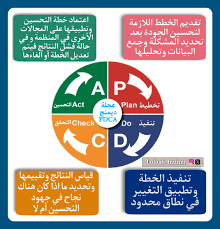 اعتماد خطة التحسين
وتطبيقها على المجالات
الأخرى في المنظمة و في
حالة فشل النتائج فيتم
تعديل الخطة أو الغاءها
تقديم الخطط اللازمة
لتحسين الجودة بعد
تحديد المشكلة وجمع
البيانات وتحليلها
A P
Act التحسين
Plan تخطيط
عجلة
ديمنج
PDCA
Check التحقق
Do تنفيذ
C D
قياس النتائج وتقييمها
وتحديد ما اذا كان هناك
نجاح في جهود
التحسين أم لا
تنفيذ الخطة
وتطبيق التغيير
في نطاق محدود